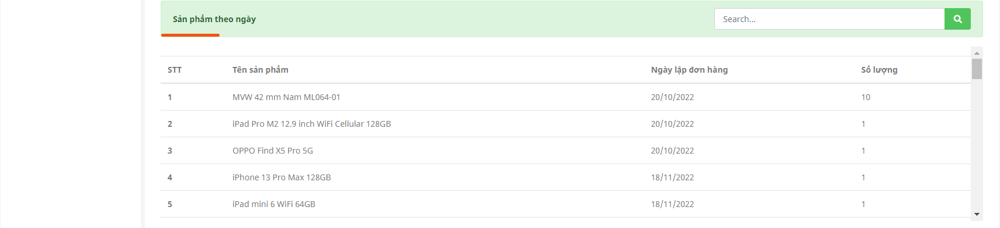 Sản phẩm theo ngày
Search...
STT Tên sản phẩm Ngày lập đơn hàng Số lượng
1 MVW 42 mm Nam ML064-01 20/10/2022 10
2 iPad Pro M2 12.9 inch WiFi Cellular 128GB 20/10/2022 1
3 OPPO Find X5 Pro 5G 20/10/2022 1
4 iPhone 13 Pro Max 128GB 18/11/2022 1
5 iPad mini 6 WiFi 64GB 18/11/2022 1